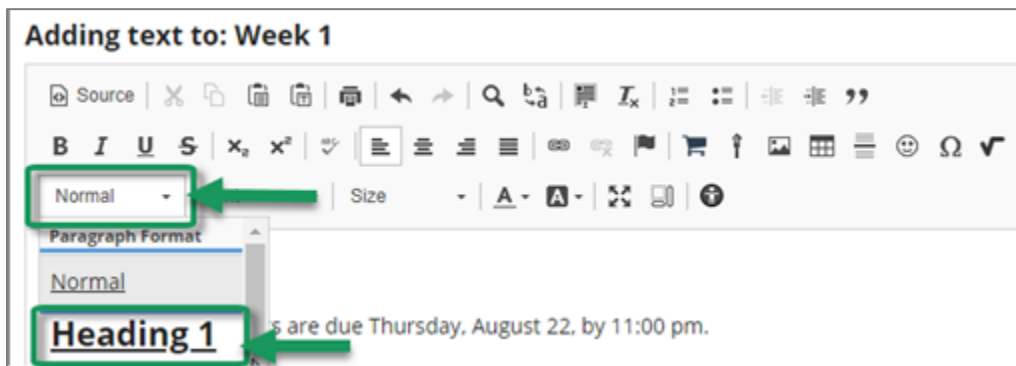 Adding text to: Week 1
Source
B I U S x₂ x² Ω
Normal Size A A
Paragraph Format
Normal
Heading 1
s are due Thursday, August 22, by 11:00 pm.